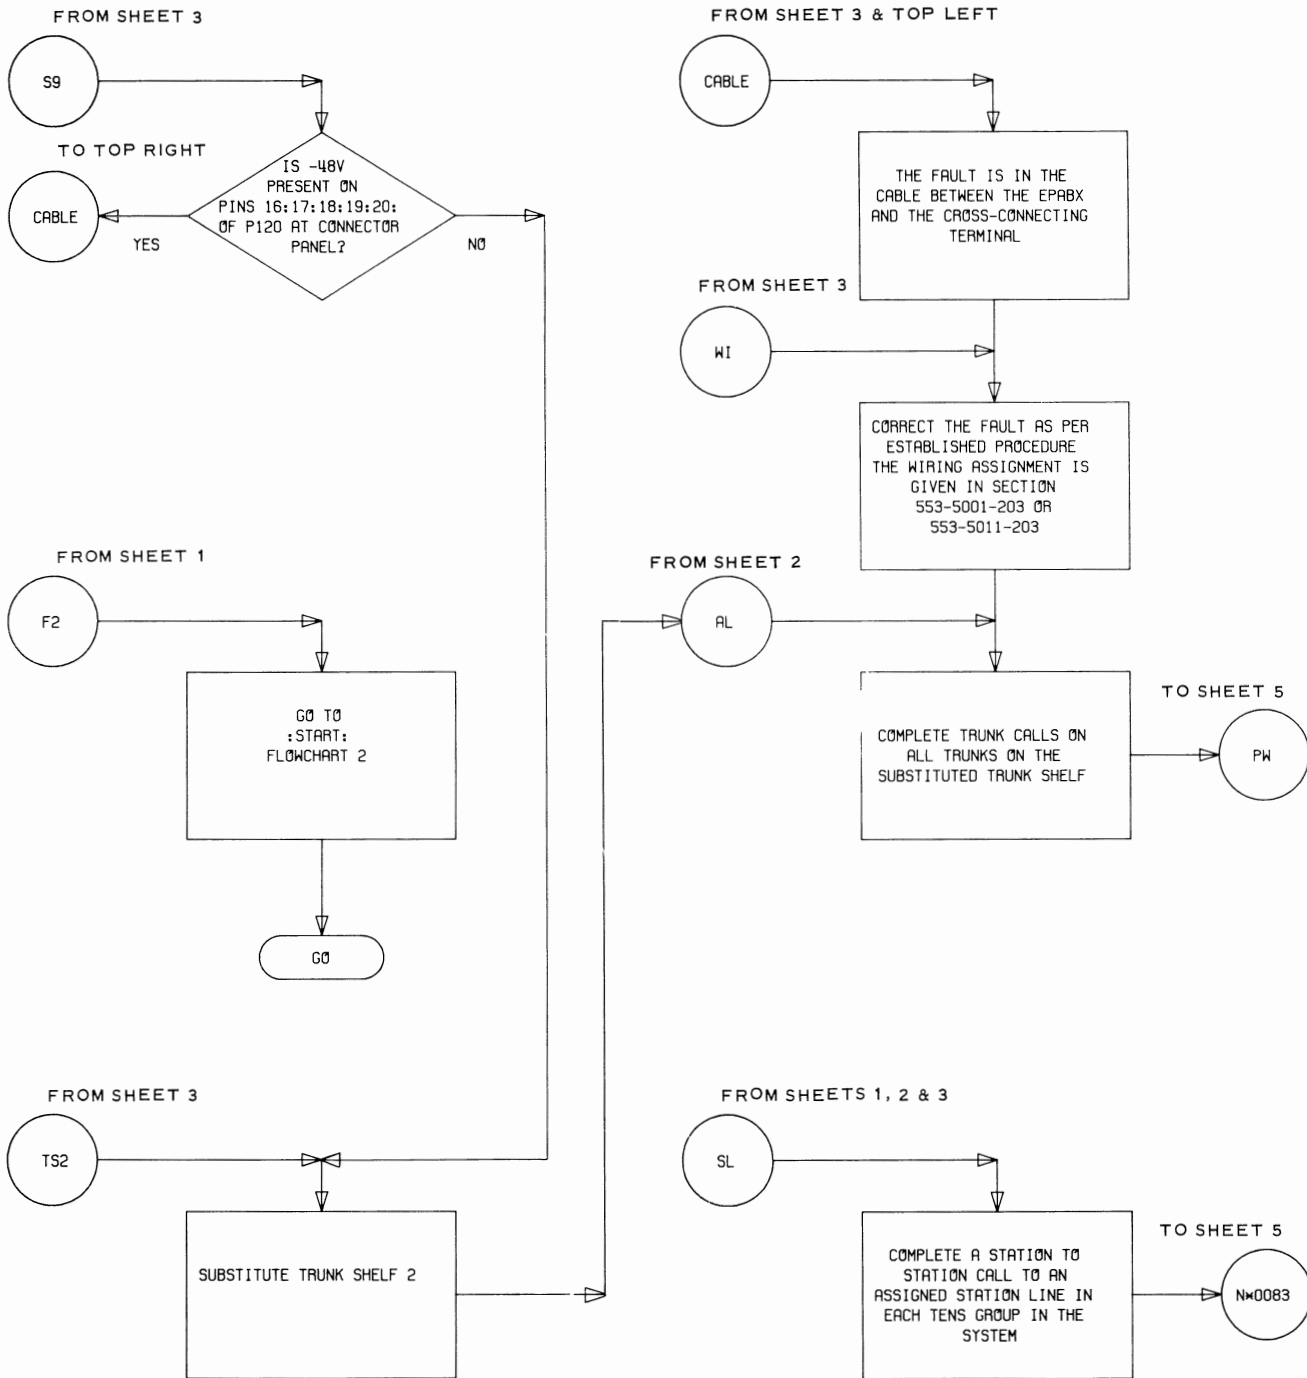 FROM SHEET 3
S9
TO TOP RIGHT
CABLE
IS -48V
PRESENT ON
PINS 16:17:18:19:20:
OF P120 AT CONNECTOR
PANEL?
YES
NO
FROM SHEET 1
F2
GO TO
:START:
FLOWCHART 2
GO
FROM SHEET 3
TS2
SUBSTITUTE TRUNK SHELF 2
FROM SHEET 3 & TOP LEFT
CABLE
THE FAULT IS IN THE
CABLE BETWEEN THE EPABX
AND THE CROSS-CONNECTING
TERMINAL
FROM SHEET 3
WI
CORRECT THE FAULT AS PER
ESTABLISHED PROCEDURE
THE WIRING ASSIGNMENT IS
GIVEN IN SECTION
553-5001-203 OR
553-5011-203
FROM SHEET 2
AL
COMPLETE TRUNK CALLS ON
ALL TRUNKS ON THE
SUBSTITUTED TRUNK SHELF
TO SHEET 5
PW
FROM SHEETS 1, 2 & 3
SL
COMPLETE A STATION TO
STATION CALL TO AN
ASSIGNED STATION LINE IN
EACH TENS GROUP IN THE
SYSTEM
TO SHEET 5
N*0083